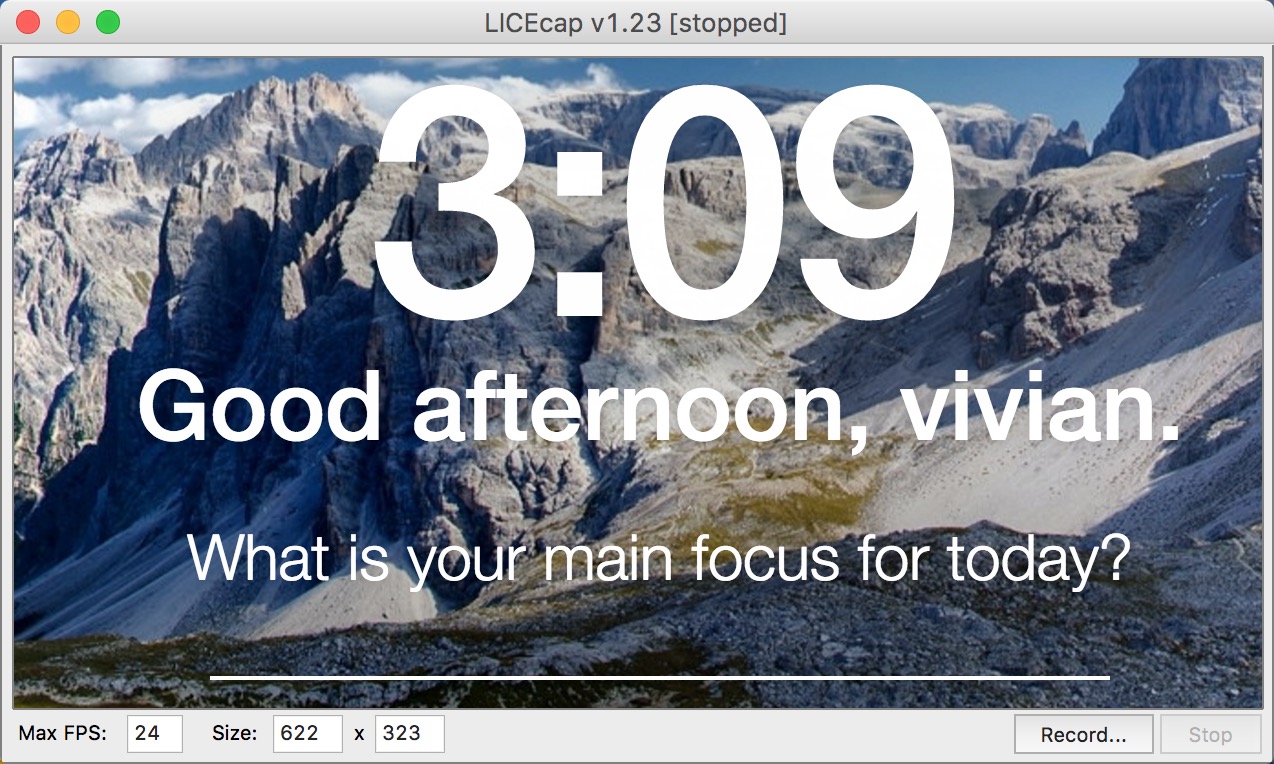 LICEcap v1.23 [stopped]
3:09
Good afternoon, vivian.
What is your main focus for today?
Max FPS: 24 Size: 622 x 323 Record... Stop